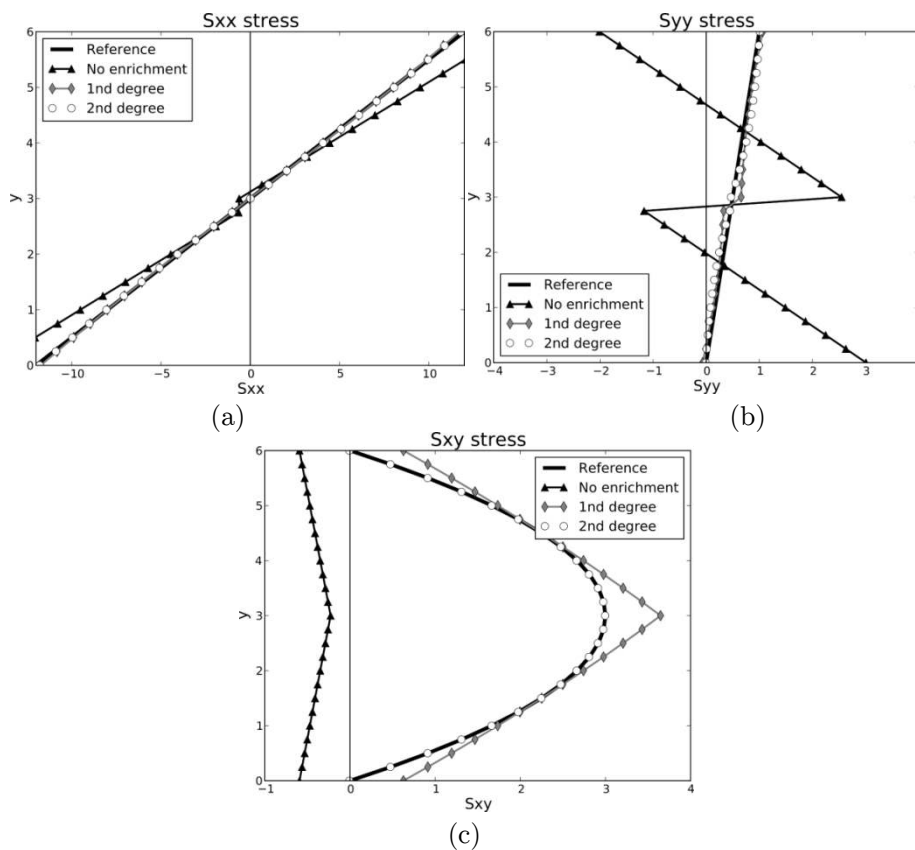 Sxx stress
6
5
4
3
2
1
0
y
Reference
No enrichment
1nd degree
2nd degree
−10
−5
0
5
10
Sxx
(a)
Syy stress
6
5
4
3
2
1
0
y
Reference
No enrichment
1nd degree
2nd degree
−4
−3
−2
−1
0
1
2
3
4
Syy
(b)
Sxy stress
6
5
4
3
2
1
0
y
Reference
No enrichment
1nd degree
2nd degree
−1
0
1
2
3
4
Sxy
(c)